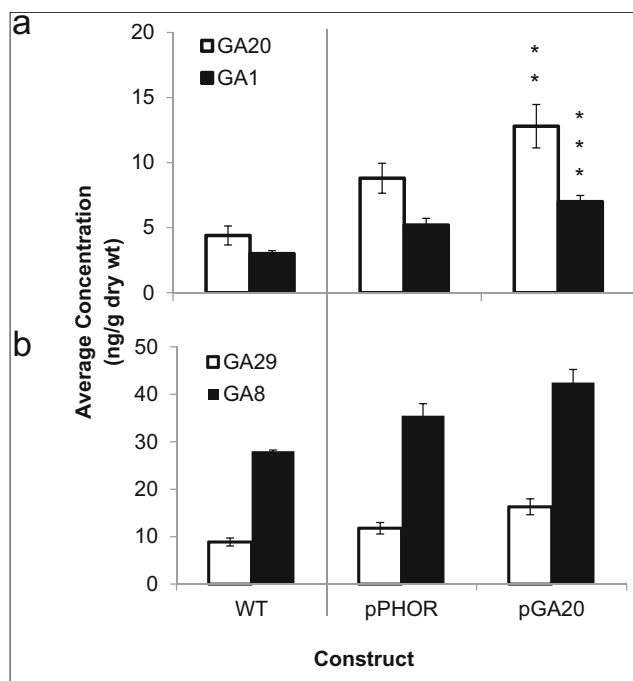 a
20
15
10
5
0
GA20
GA1
* *
* * *
Average Concentration
(ng/g dry wt)
b
50
40
30
20
10
0
GA29
GA8
WT pPHOR pGA20
Construct